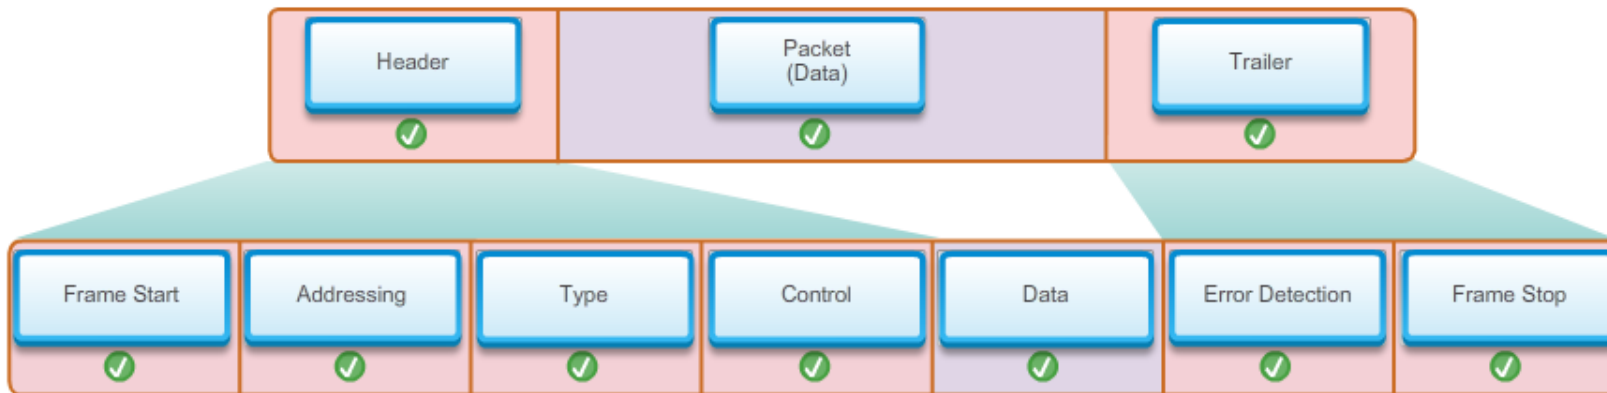 Header
Packet
(Data)
Trailer
Frame Start
Addressing
Type
Control
Data
Error Detection
Frame Stop